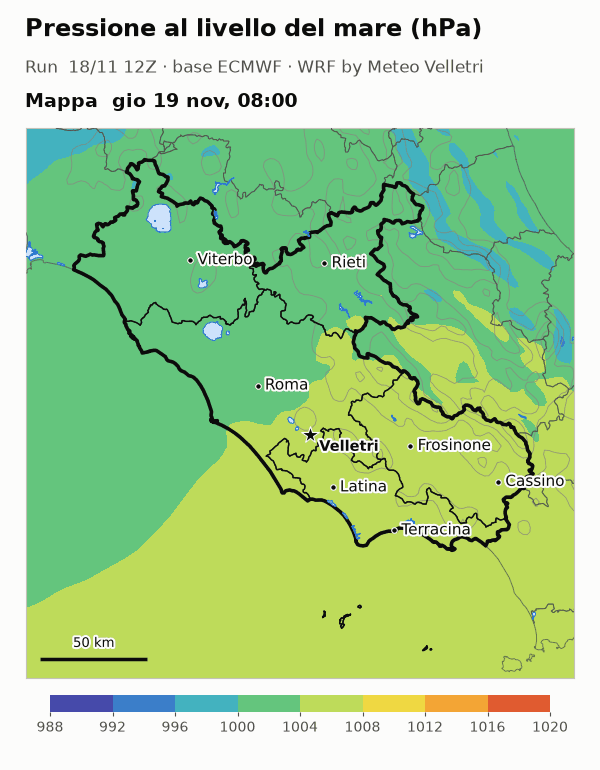 Pressione al livello del mare (hPa)
Run  18/11 12Z · base ECMWF · WRF by Meteo Velletri
Mappa  gio 19 nov, 08:00
Viterbo
Rieti
Roma
Velletri
Frosinone
Latina
Cassino
Terracina
50 km
988 992 996 1000 1004 1008 1012 1016 1020